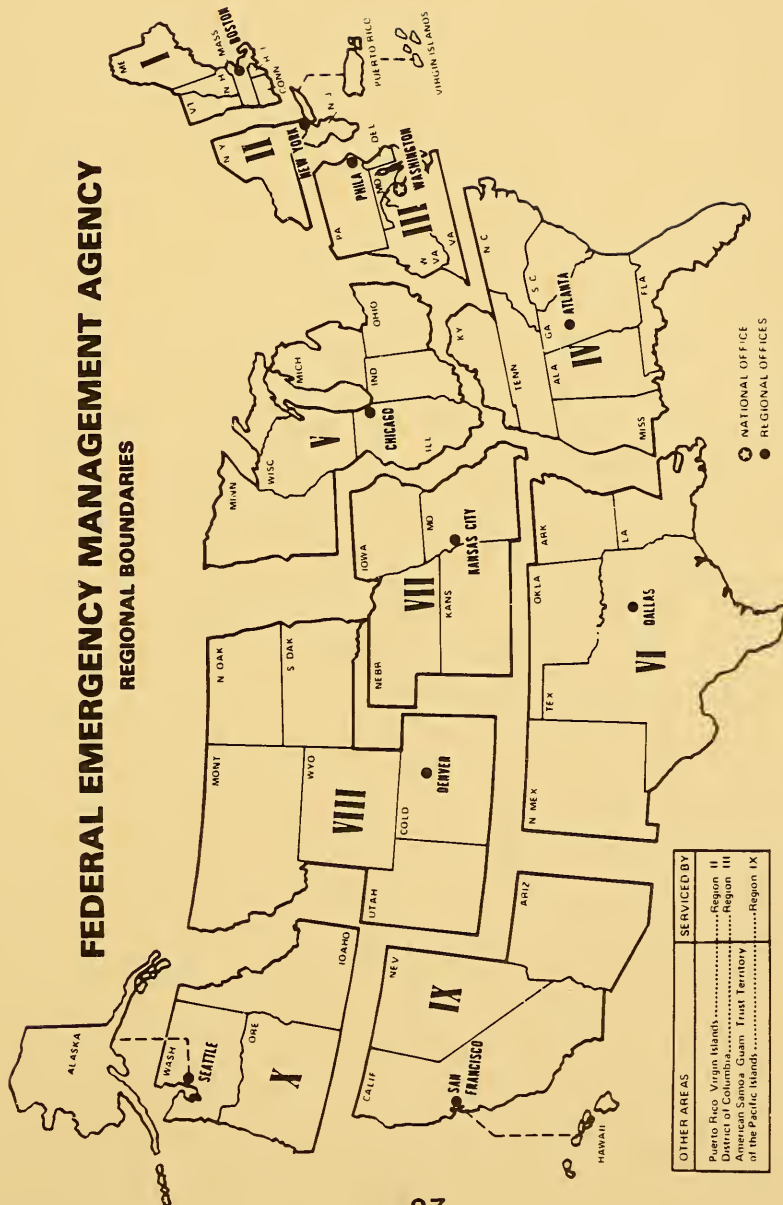 FEDERAL EMERGENCY MANAGEMENT AGENCY
REGIONAL BOUNDARIES
ALASKA
WASH
SEATTLE
ORE
X
IOAHO
MONT
N OAK
S DAK
WYO
VIII
UTAH
COLD
DENVER
CALIF
NEV
IX
SAN
FRANCISCO
ARIZ
HAWAII
NEBR
VII
KANS
IOWA
MO
KANSAS CITY
MINN
WISC
MICH
V
CHICAGO
ILL
IND
OHIO
N MEX
TEX
OKLA
ARK
LA
VI
DALLAS
KY
TENN
N C
S C
GA
ATLANTA
ALA
IV
MISS
FLA
PA
PHILA
MD
DEL
III
WASHINGTON
W
VA
VA
N Y
II
NEW YORK
N J
PUERTO RICO
VIRGIN ISLANDS
ME
I
VT
N H
MASS
BOSTON
CONN
R I
NATIONAL OFFICE
REGIONAL OFFICES
OTHER AREAS SERVICED BY
Puerto Rico Virgin Islands..........Region II
District of Columbia..........Region III
American Samoa Guam Trust Territory
of the Pacific Islands..........Region IX